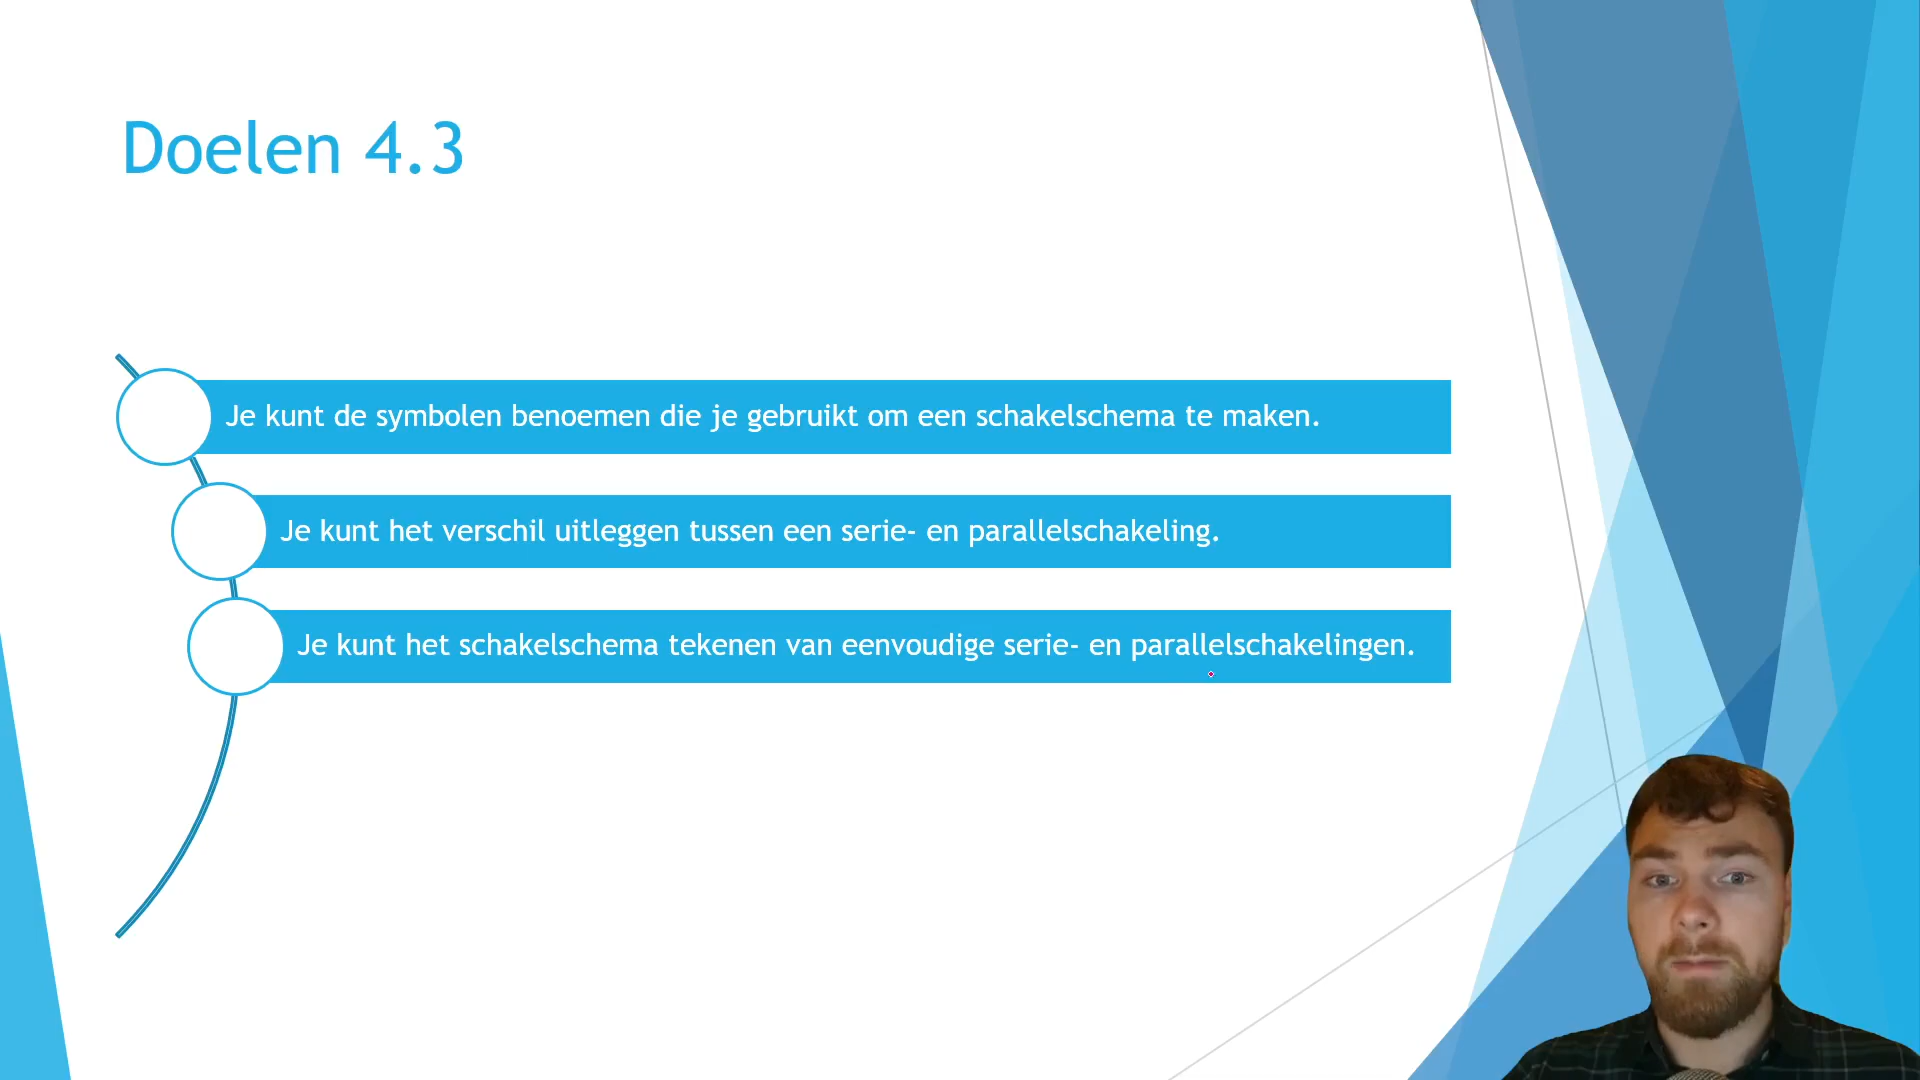 Doelen 4.3
Je kunt de symbolen benoemen die je gebruikt om een schakelschema te maken.
Je kunt het verschil uitleggen tussen een serie- en parallelschakeling.
Je kunt het schakelschema tekenen van eenvoudige serie- en parallelschakelingen.